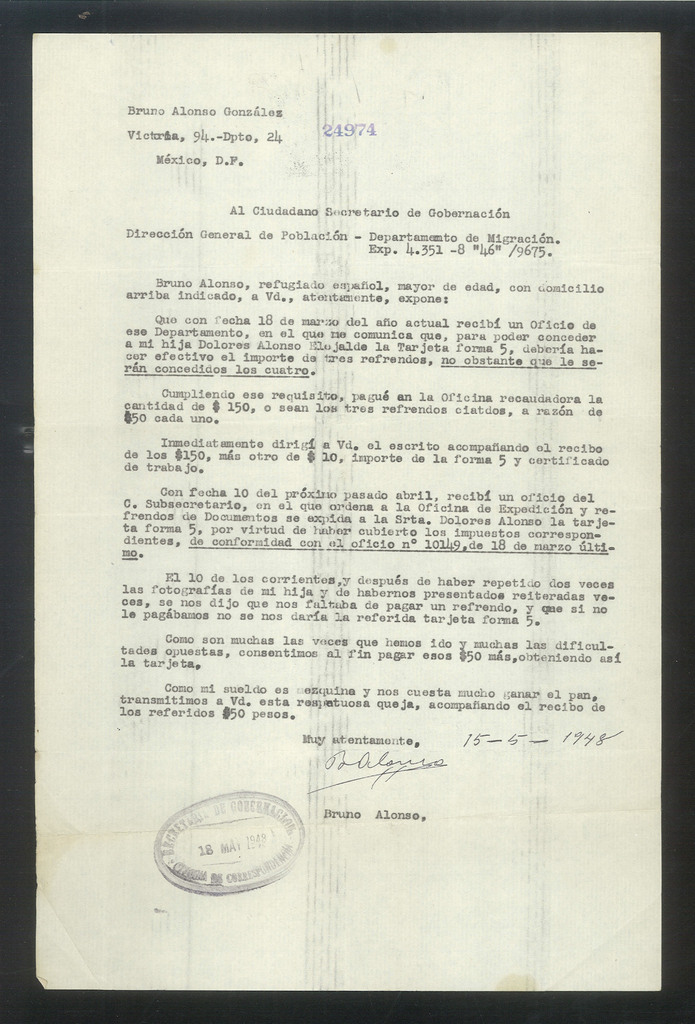 Bruno Alonso González
Victoria, 94.-Dpto, 24
24974
México, D.F.
Al Ciudadano Secretario de Gobernación
Dirección General de Población - Departamento de Migración.
Exp. 4.351 -8 "46" /9675.
Bruno Alonso, refugiado español, mayor de edad, con domicilio
arriba indicado, a Vd., atentamente, expone:
Que con fecha 18 de marzo del año actual recibí un Oficio de
ese Departamento, en el que me comunica que, para poder conceder
a mi hija Dolores Alonso Elejalde la Tarjeta forma 5, debería ha-
cer efectivo el importe de tres refrendos, no obstante que le se-
rán concedidos los cuatro.
Cumpliendo ese requisito, pagué an la Oficina recaudadora la
cantidad de $ 150, o sean los tres refrendos ciatdos, a razón de
$50 cada uno.
Inmediatamente dirigí a Vd. el escrito acompañando el recibo
de los $150, más otro de $ 10, importe de la forma 5 y certificado
de trabajo.
Con fecha 10 del próximo pasado abril, recibí un oficio del
C. Subsecretario, en el que ordena a la Oficina de Expedición y re-
frendos de Documentos se expida a la Srta. Dolores Alonso la tarje-
ta forma 5, por virtud de haber cubierto los impuestos correspon-
dientes, de conformidad con el oficio nº 10149, de 18 de marzo últi-
mo.
El 10 de los corrientes,y después de haber repetido dos veces
las fotografías de mi hija y de habernos presentados reiteradas ve-
ces, se nos dijo que nos faltaba de pagar un refrendo, y que si no
le pagábamos no se nos daría la referida tarjeta forma 5.
Como son muchas las veces que hemos ido y muchas las dificul-
tades opuestas, consentimos al fin pagar esos $50 más,obteniendo así
la tarjeta,
Como mi sueldo es mezquino y nos cuesta mucho ganar el pan,
transmitimos a Vd. esta respetuosa queja, acompañando el recibo de
los referidos $50 pesos.
Muy atentamente, 15-5-1948
B Alonso
Bruno Alonso,
SECRETARIA DE GOBERNACION
18 MAY 1948
OFICINA DE CORRESPONDENCIA